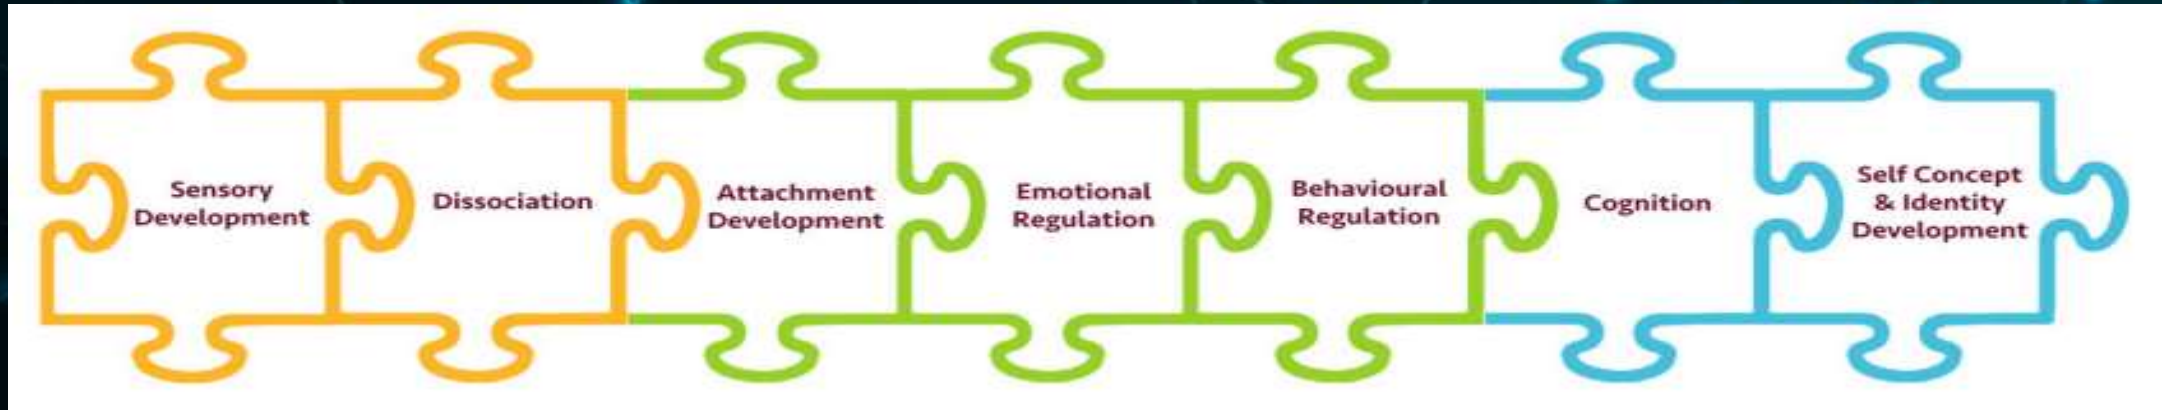 Sensory
Development
Dissociation
Attachment
Development
Emotional
Regulation
Behavioural
Regulation
Cognition
Self Concept
& Identity
Development